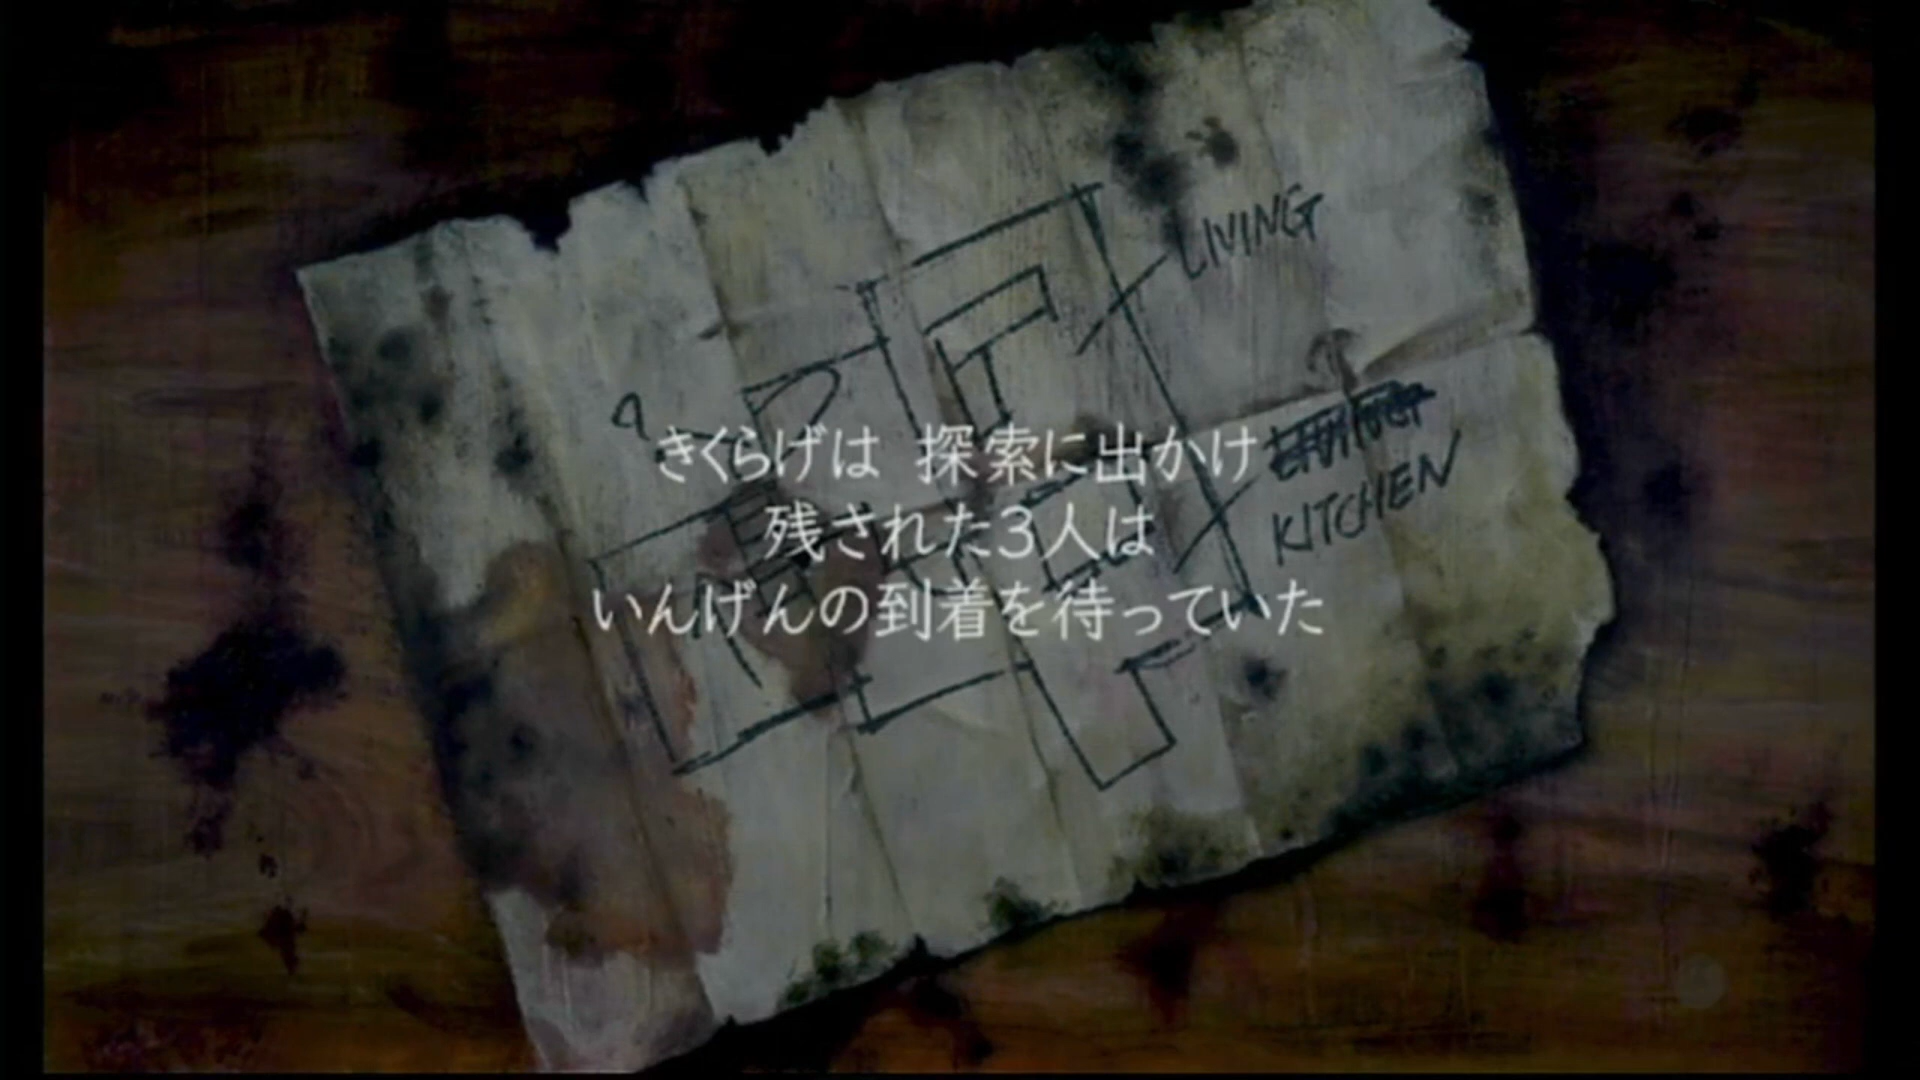 LIVING
きくらげは 探索に出かけ
残された3人は
いんげんの到着を待っていた
KITCHEN